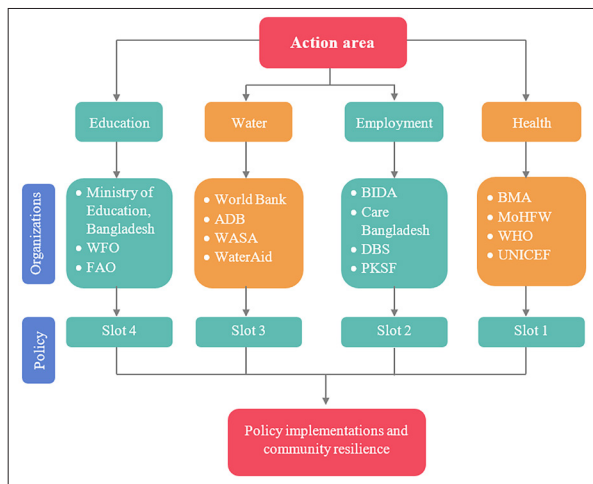 Action area
Education
Water
Employment
Health
Organizations
• Ministry of
Education,
Bangladesh
• WFO
• FAO
• World Bank
• ADB
• WASA
• WaterAid
• BIDA
• Care
Bangladesh
• DBS
• PKSF
• BMA
• MoHFW
• WHO
• UNICEF
Policy
Slot 4
Slot 3
Slot 2
Slot 1
Policy implementations and
community resilience